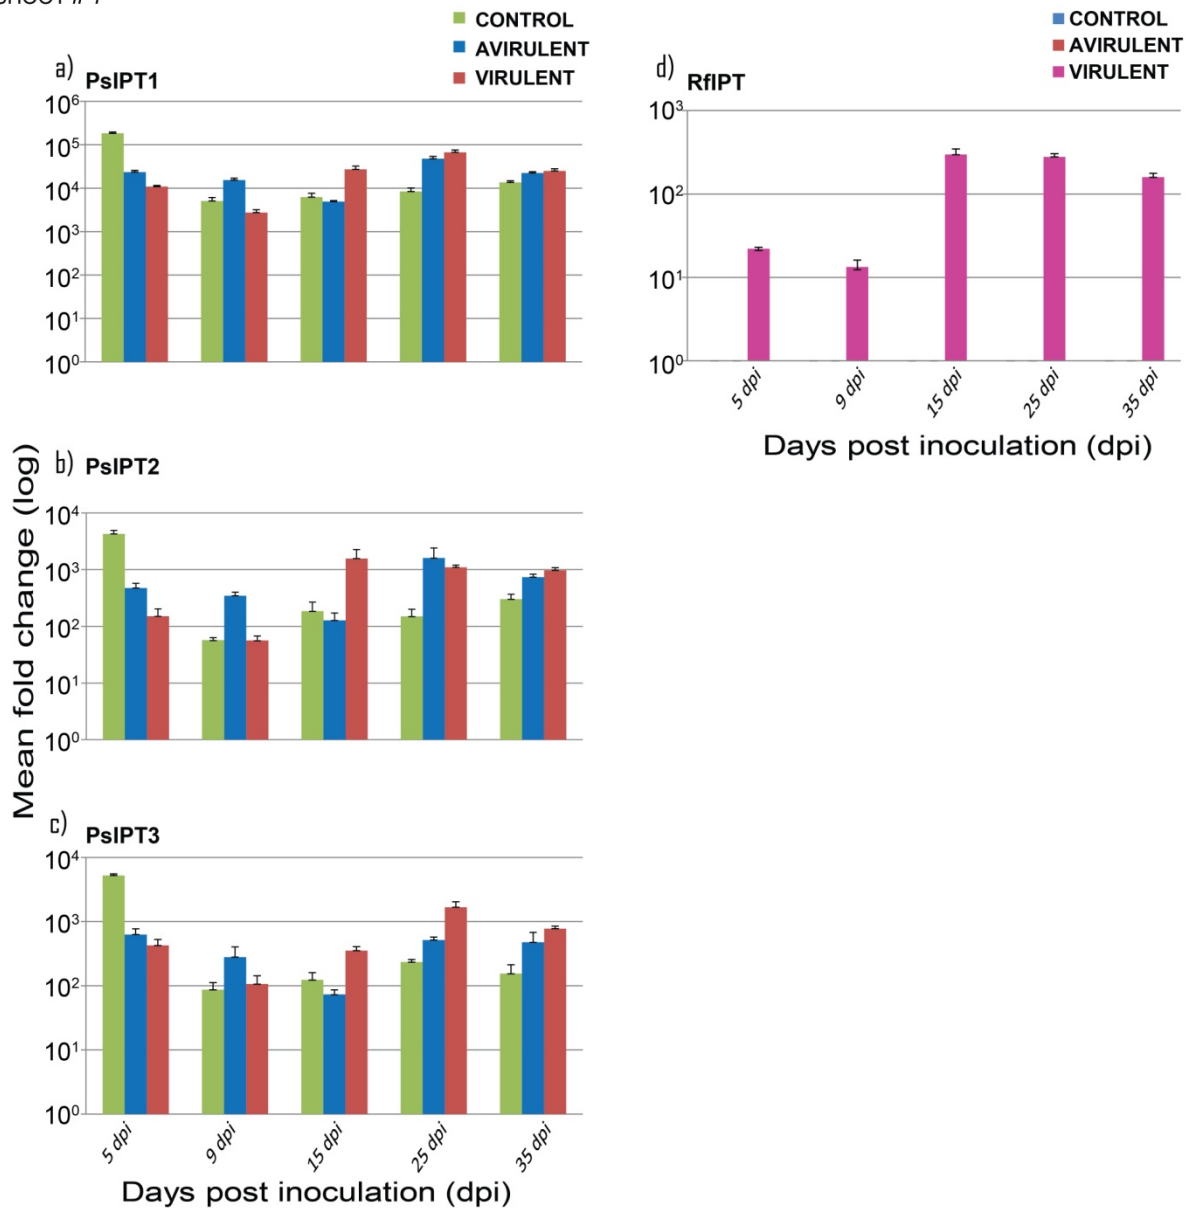 CONTROL
AVIRULENT
VIRULENT
a) PsIPT1
10⁶
10⁵
10⁴
10³
10²
10¹
10⁰
b) PsIPT2
10⁴
10³
10²
10¹
10⁰
c) PsIPT3
10⁴
10³
10²
10¹
10⁰
5 dpi
9 dpi
15 dpi
25 dpi
35 dpi
Days post inoculation (dpi)
Mean fold change (log)
CONTROL
AVIRULENT
VIRULENT
d) RfIPT
10³
10²
10¹
10⁰
5 dpi
9 dpi
15 dpi
25 dpi
35 dpi
Days post inoculation (dpi)